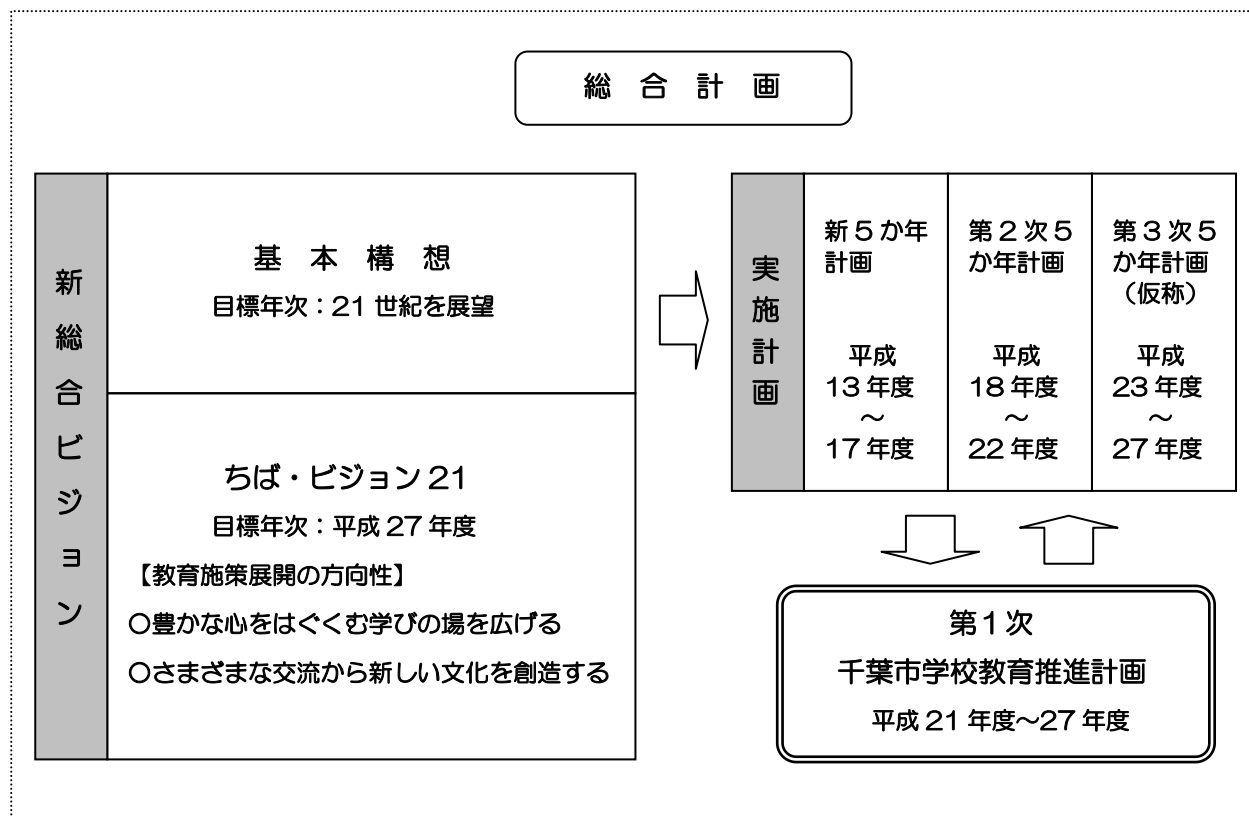 総 合 計 画
新総合ビジョン
基 本 構 想
目標年次：21 世紀を展望
ちば・ビジョン 21
目標年次：平成 27 年度
【教育施策展開の方向性】
○豊かな心をはぐくむ学びの場を広げる
○さまざまな交流から新しい文化を創造する
実施計画
新５か年
計画
平成
13 年度
～
17 年度
第２次５
か年計画
平成
18 年度
～
22 年度
第３次５
か年計画
（仮称）
平成
23 年度
～
27 年度
第１次
千葉市学校教育推進計画
平成 21 年度～27 年度